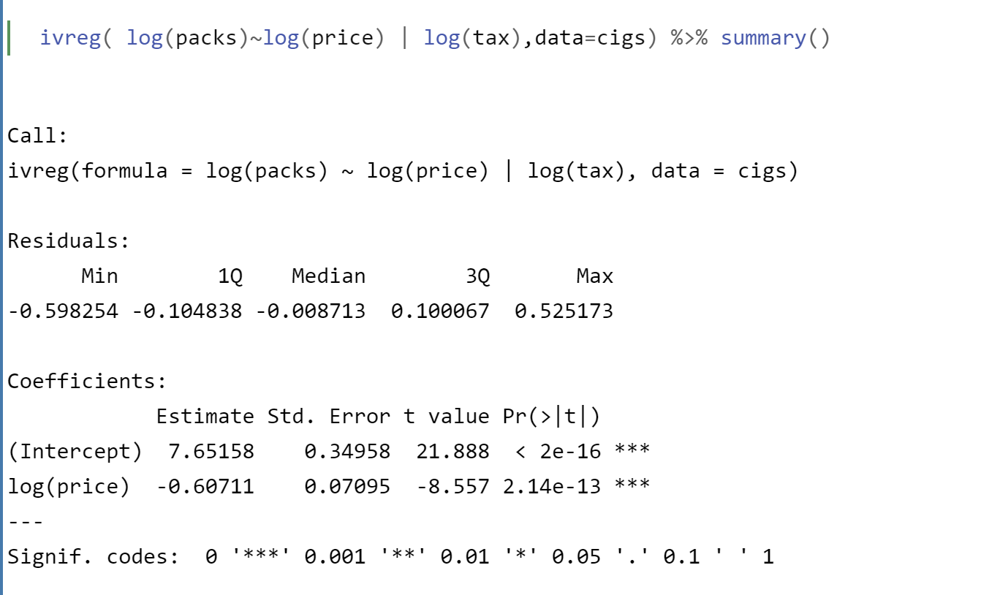 ivreg( log(packs)~log(price) | log(tax),data=cigs) %>% summary()
Call:
ivreg(formula = log(packs) ~ log(price) | log(tax), data = cigs)
Residuals:
      Min        1Q    Median        3Q       Max
-0.598254 -0.104838 -0.008713  0.100067  0.525173
Coefficients:
            Estimate Std. Error t value Pr(>|t|)
(Intercept)  7.65158    0.34958  21.888  < 2e-16 ***
log(price)  -0.60711    0.07095  -8.557 2.14e-13 ***
---
Signif. codes:  0 '***' 0.001 '**' 0.01 '*' 0.05 '.' 0.1 ' ' 1